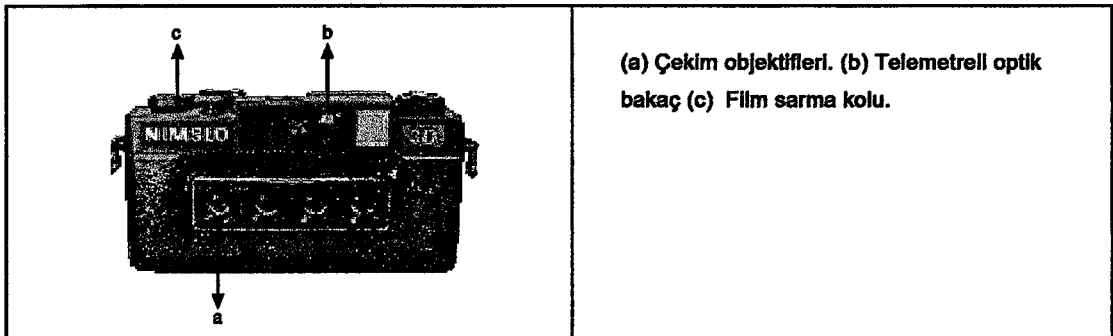 c
b
NIMSLO
3D
a
(a) Çekim objektifleri. (b) Telemetreli optik
bakaç (c) Film sarma kolu.